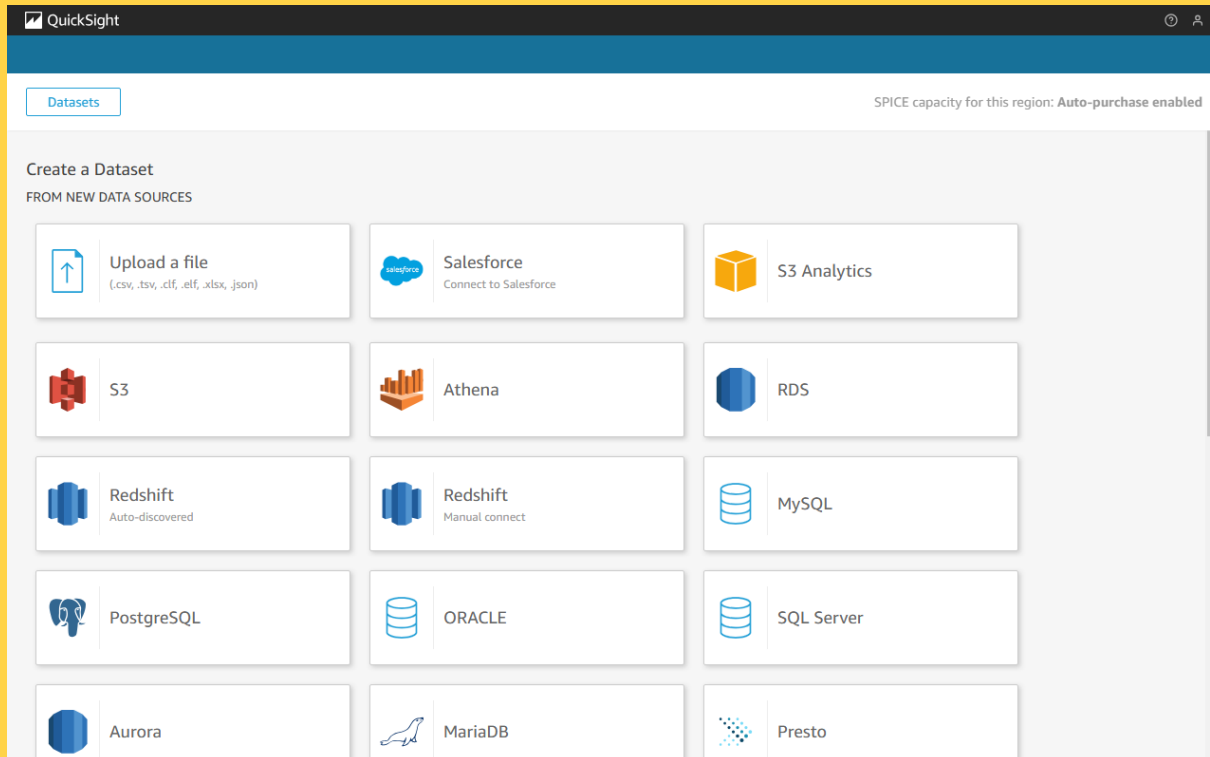 QuickSight
Datasets
SPICE capacity for this region: Auto-purchase enabled
Create a Dataset
FROM NEW DATA SOURCES
Upload a file
(.csv, .tsv, .clf, .elf, .xlsx, .json)
salesforce
Salesforce
Connect to Salesforce
S3 Analytics
S3
Athena
RDS
Redshift
Auto-discovered
Redshift
Manual connect
MySQL
PostgreSQL
ORACLE
SQL Server
Aurora
MariaDB
Presto